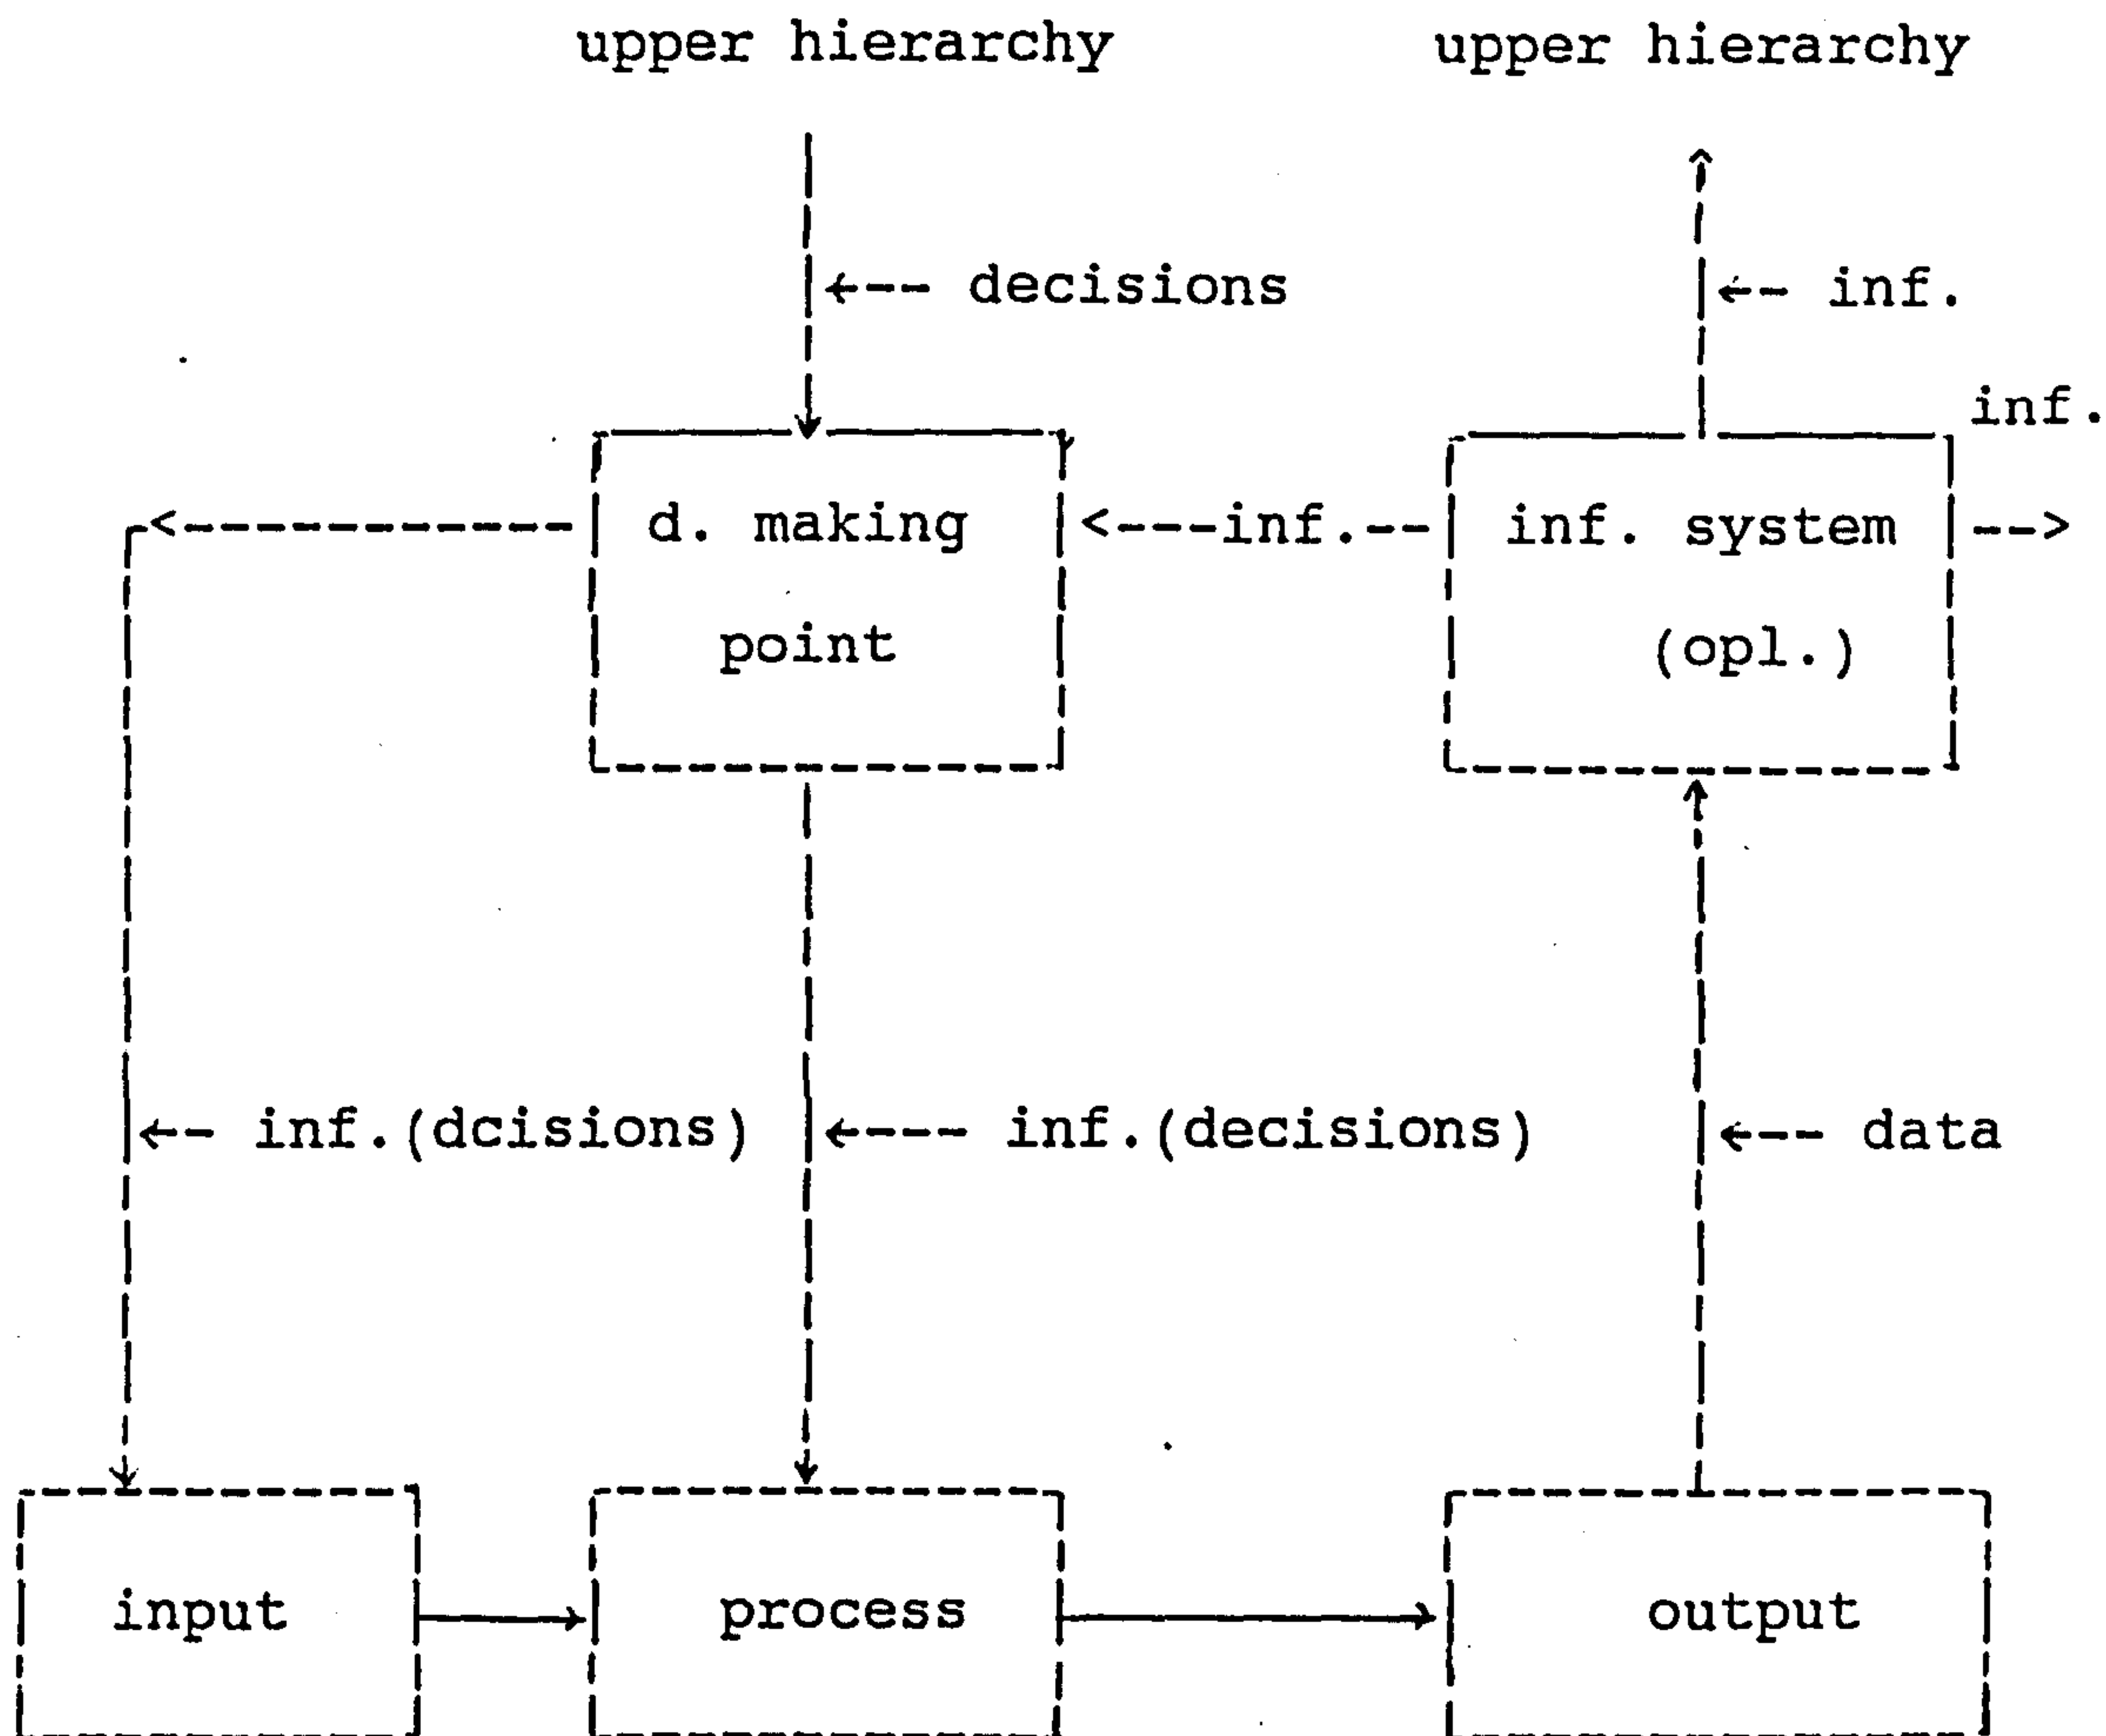 upper hierarchy upper hierarchy
<--- decisions <-- inf.
inf.
<------------ d. making <---inf.-- inf. system -->
point (opl.)
<-- inf.(dcisions) <---- inf.(decisions) <--- data
input process output